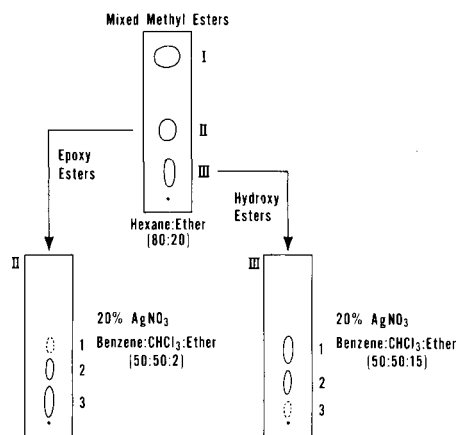 Mixed Methyl Esters
I
II
III
Epoxy
Esters
Hydroxy
Esters
Hexane:Ether
(80:20)
II
20% AgNO₃
Benzene:CHCl₃:Ether
(50:50:2)
1
2
3
III
20% AgNO₃
Benzene:CHCl₃:Ether
(50:50:15)
1
2
3